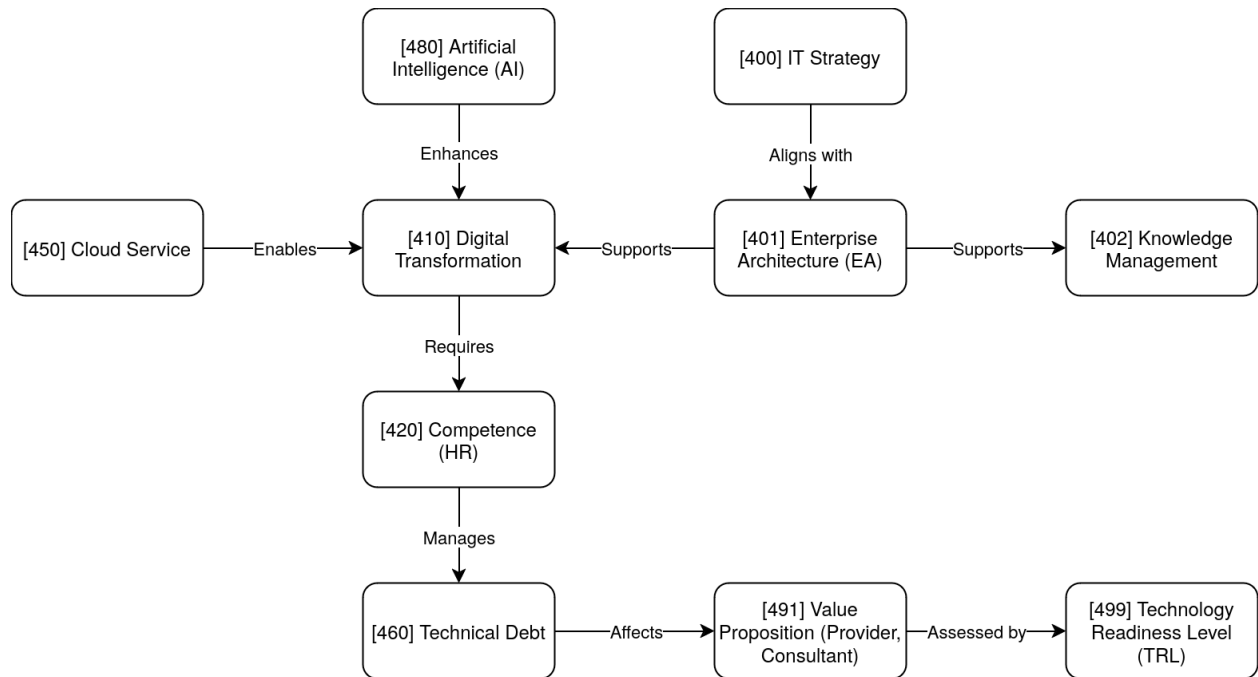 [480] Artificial
Intelligence (AI)
[400] IT Strategy
Enhances
Aligns with
[450] Cloud Service
Enables
[410] Digital
Transformation
Supports
[401] Enterprise
Architecture (EA)
Supports
[402] Knowledge
Management
Requires
[420] Competence
(HR)
Manages
[460] Technical Debt
Affects
[491] Value
Proposition (Provider,
Consultant)
Assessed by
[499] Technology
Readiness Level
(TRL)